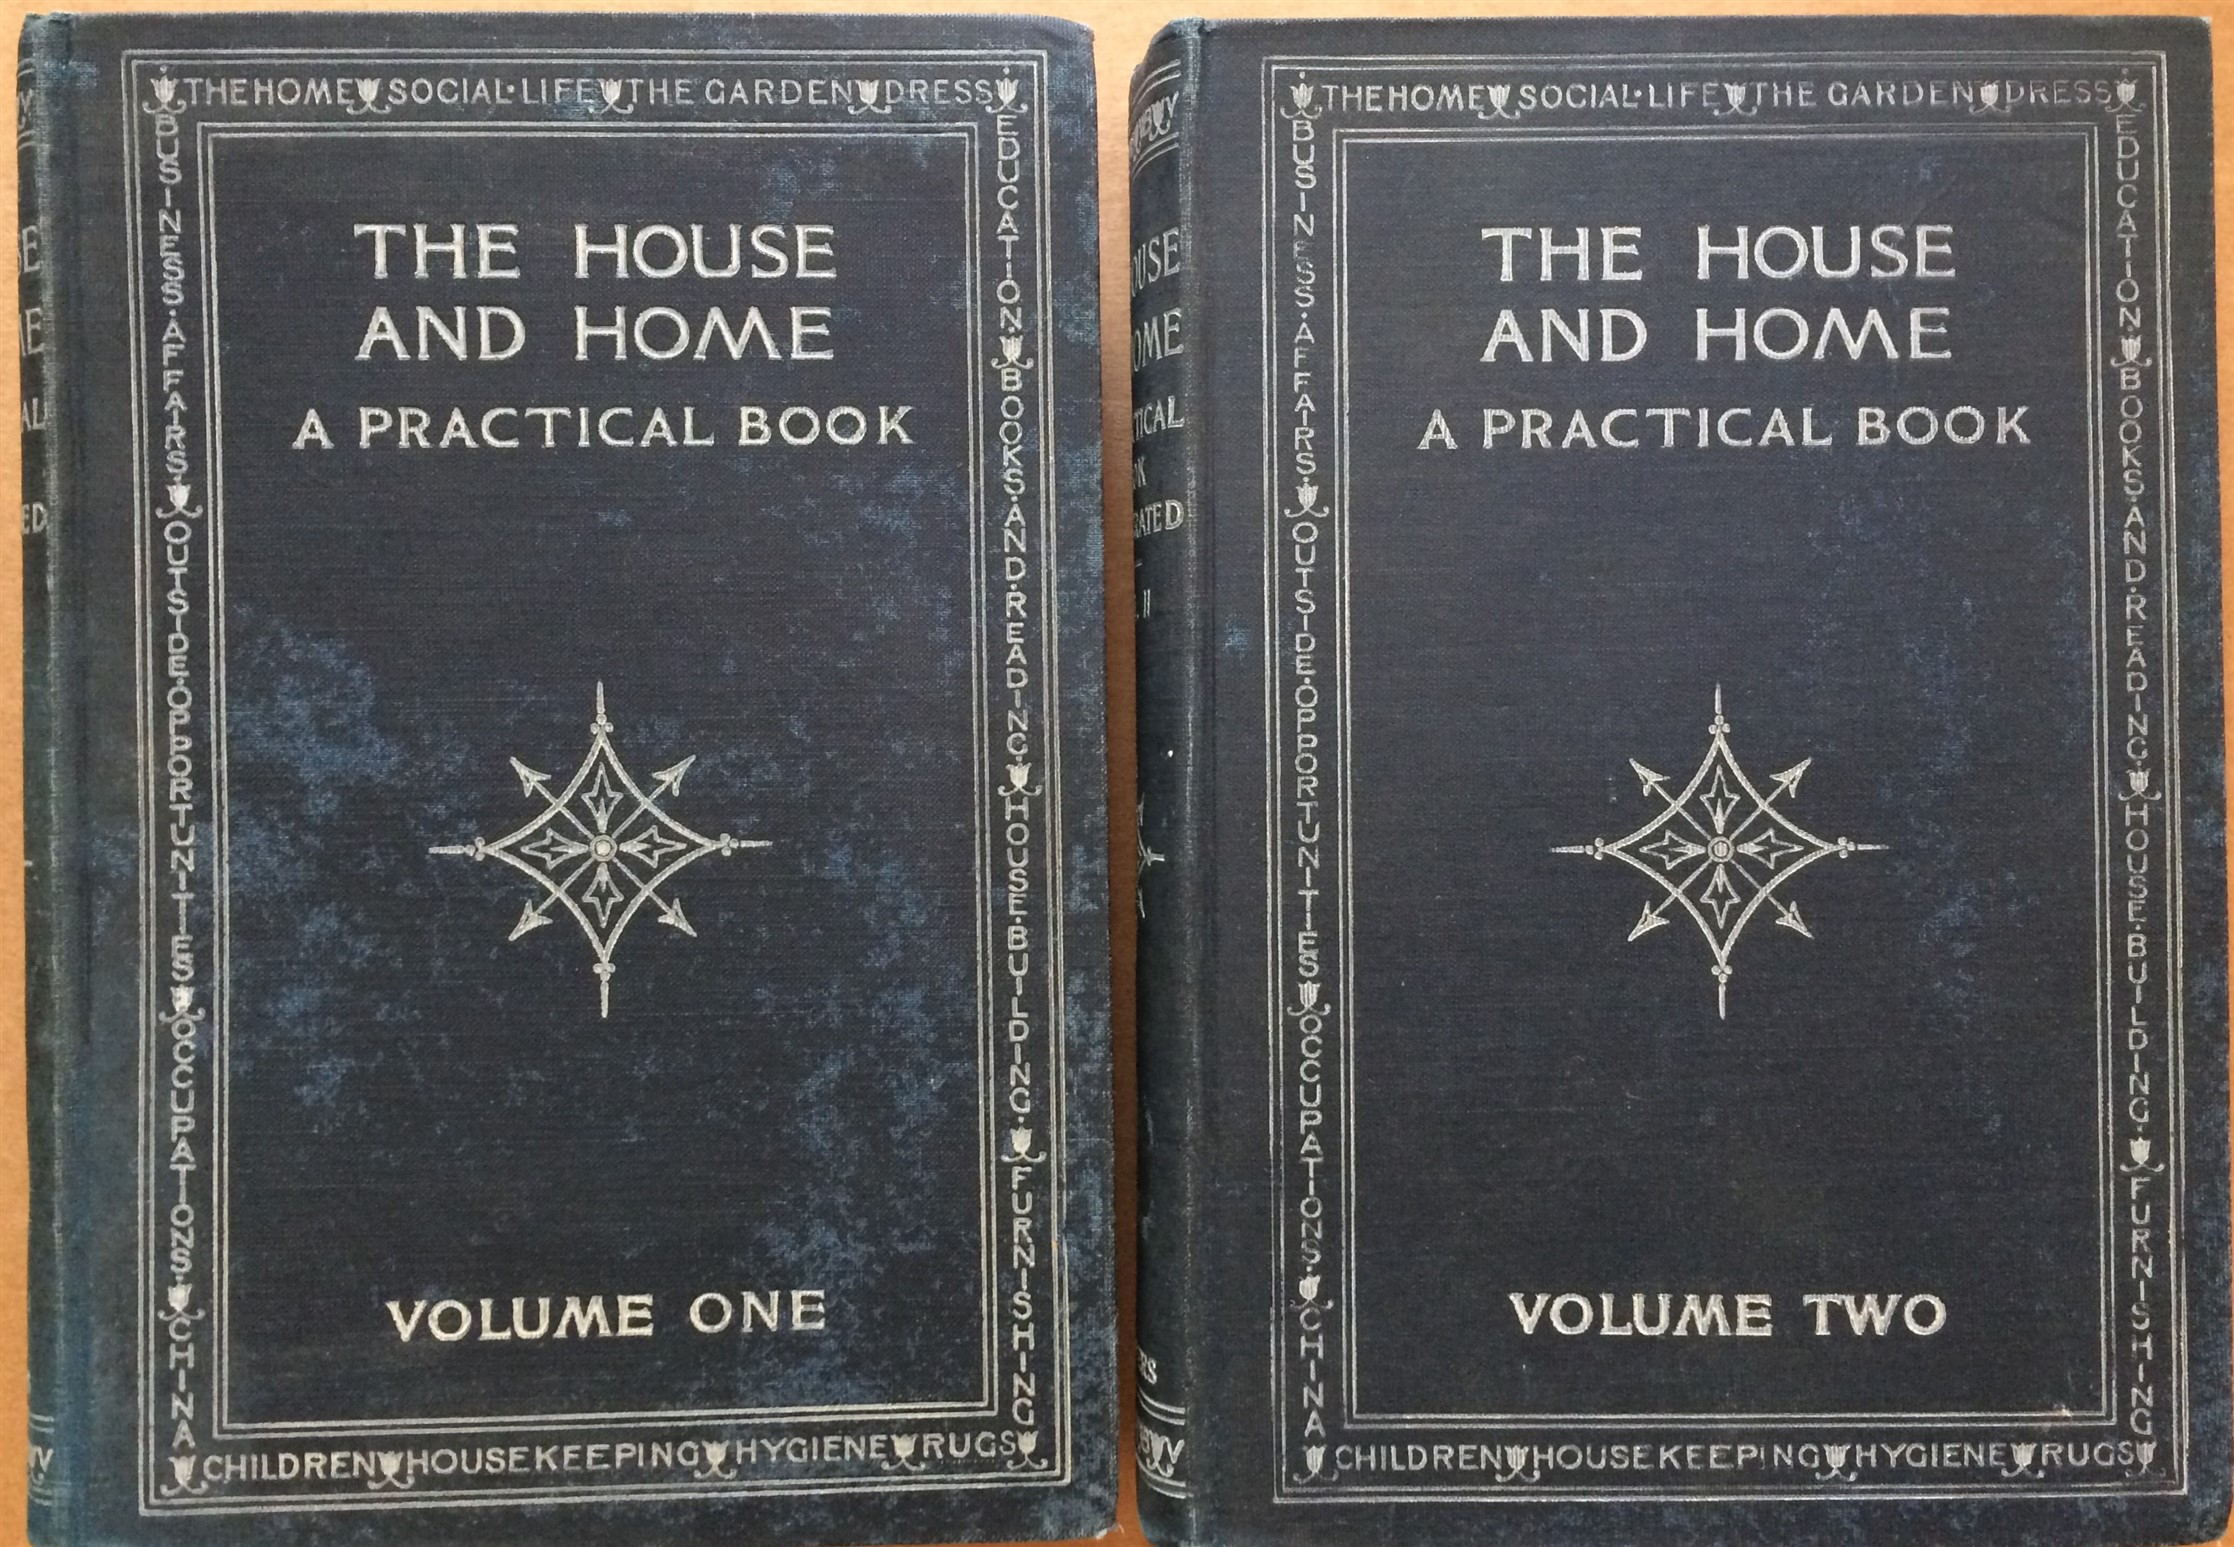 THE HOME SOCIAL·LIFE THE GARDEN DRESS
BUSINESS·AFFAIRS· OUTSIDE·OPPORTUNITIES OCCUPATIONS· CHINA
EDUCATION· BOOKS·AND·READING HOUSE·BUILDING· FURNISHING
THE HOUSE
AND HOME
A PRACTICAL BOOK
VOLUME ONE
CHILDREN HOUSEKEEPING HYGIENE RUGS
THE HOME SOCIAL·LIFE THE GARDEN DRESS
BUSINESS·AFFAIRS· OUTSIDE·OPPORTUNITIES OCCUPATIONS· CHINA
EDUCATION· BOOKS·AND·READING HOUSE·BUILDING· FURNISHING
THE HOUSE
AND HOME
A PRACTICAL BOOK
VOLUME TWO
CHILDREN HOUSEKEEPING HYGIENE RUGS